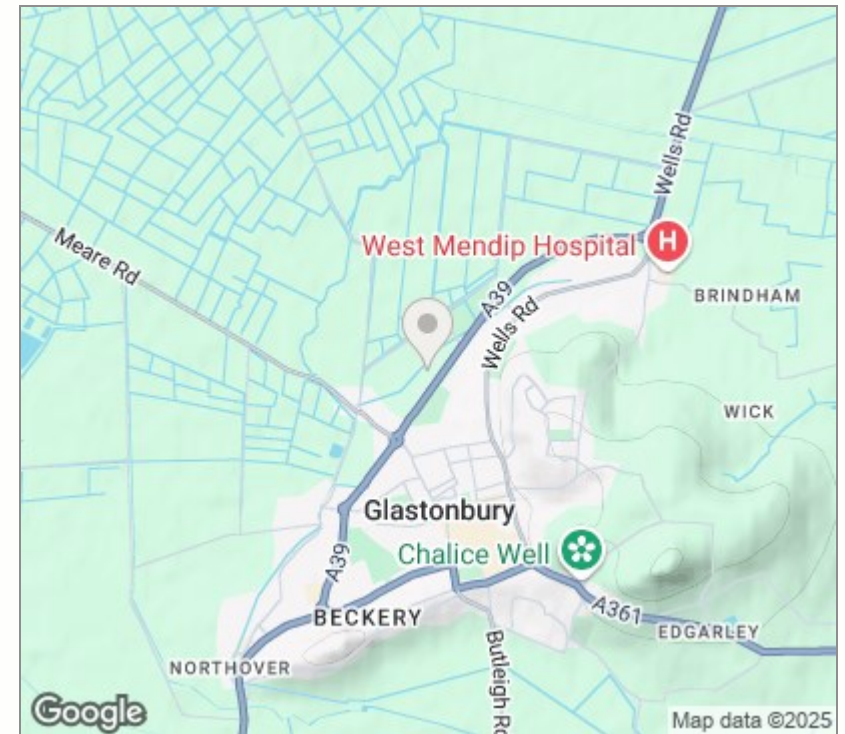 Wells Rd
Meare Rd
West Mendip Hospital
H
BRINDHAM
A39
Wells Rd
WICK
Glastonbury
Chalice Well
A39
BECKERY
A361
EDGARLEY
NORTHOVER
Butleigh Rd
Google
Map data ©2025